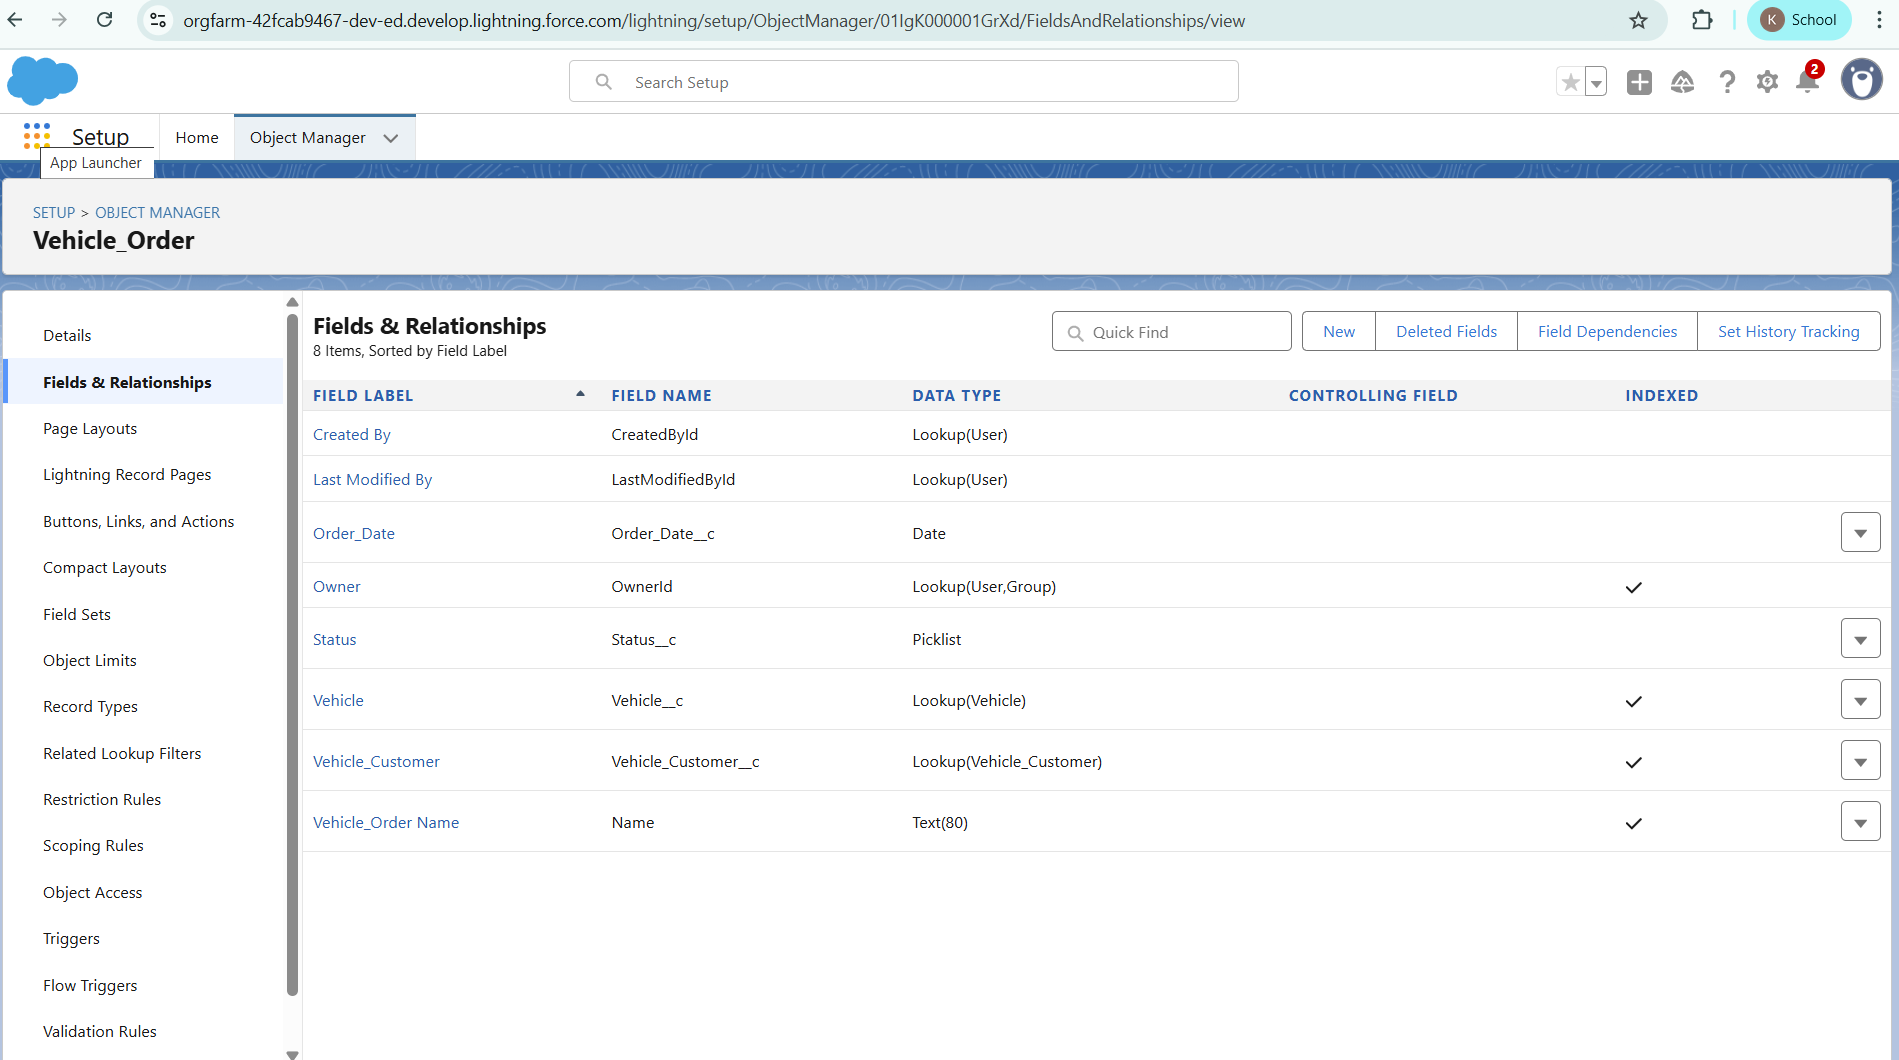 orgfarm-42fcab9467-dev-ed.develop.lightning.force.com/lightning/setup/ObjectManager/01IgK000001GrXd/FieldsAndRelationships/view
K School
Search Setup
2
Setup Home Object Manager
App Launcher
SETUP > OBJECT MANAGER
Vehicle_Order
Details
Fields & Relationships
Page Layouts
Lightning Record Pages
Buttons, Links, and Actions
Compact Layouts
Field Sets
Object Limits
Record Types
Related Lookup Filters
Restriction Rules
Scoping Rules
Object Access
Triggers
Flow Triggers
Validation Rules
Fields & Relationships
8 Items, Sorted by Field Label
Quick Find New Deleted Fields Field Dependencies Set History Tracking
FIELD LABEL FIELD NAME DATA TYPE CONTROLLING FIELD INDEXED
Created By CreatedById Lookup(User)
Last Modified By LastModifiedById Lookup(User)
Order_Date Order_Date__c Date
Owner OwnerId Lookup(User,Group)
Status Status__c Picklist
Vehicle Vehicle__c Lookup(Vehicle)
Vehicle_Customer Vehicle_Customer__c Lookup(Vehicle_Customer)
Vehicle_Order Name Name Text(80)